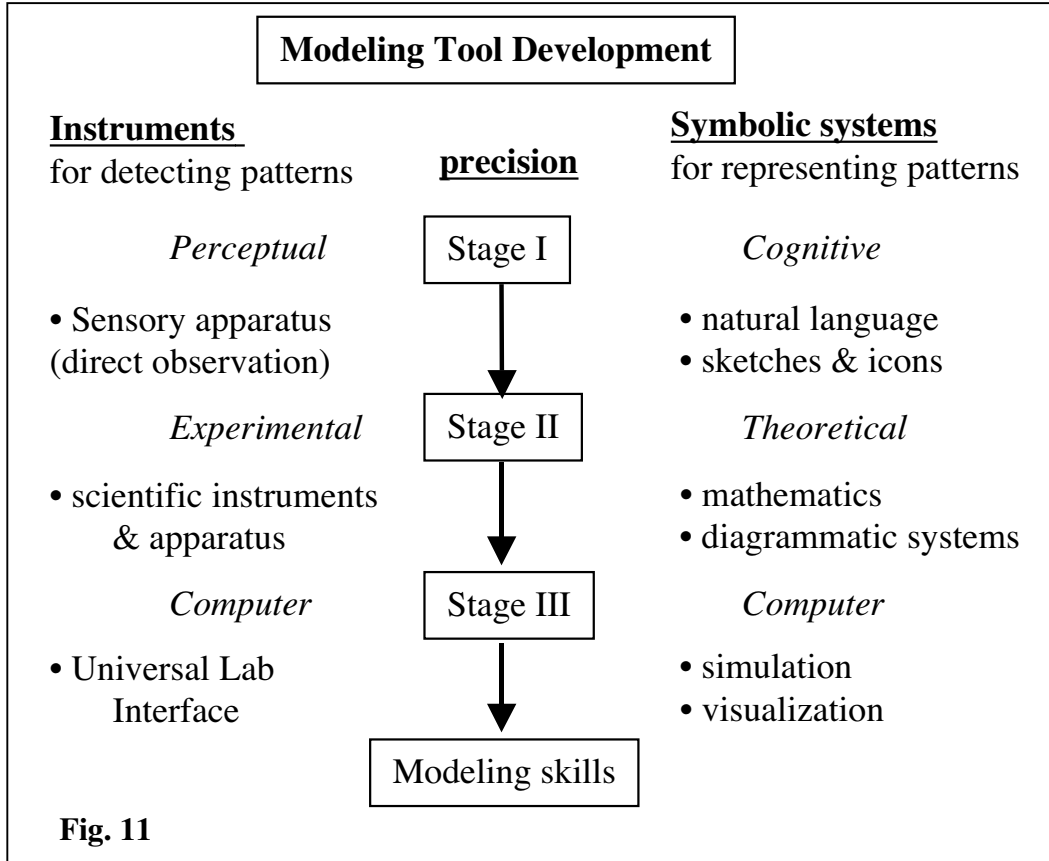 Modeling Tool Development
Instruments
for detecting patterns
precision
Symbolic systems
for representing patterns
Perceptual
Stage I
Cognitive
• Sensory apparatus
(direct observation)
• natural language
• sketches & icons
Experimental
Stage II
Theoretical
• scientific instruments
& apparatus
• mathematics
• diagrammatic systems
Computer
Stage III
Computer
• Universal Lab
Interface
• simulation
• visualization
Modeling skills
Fig. 11